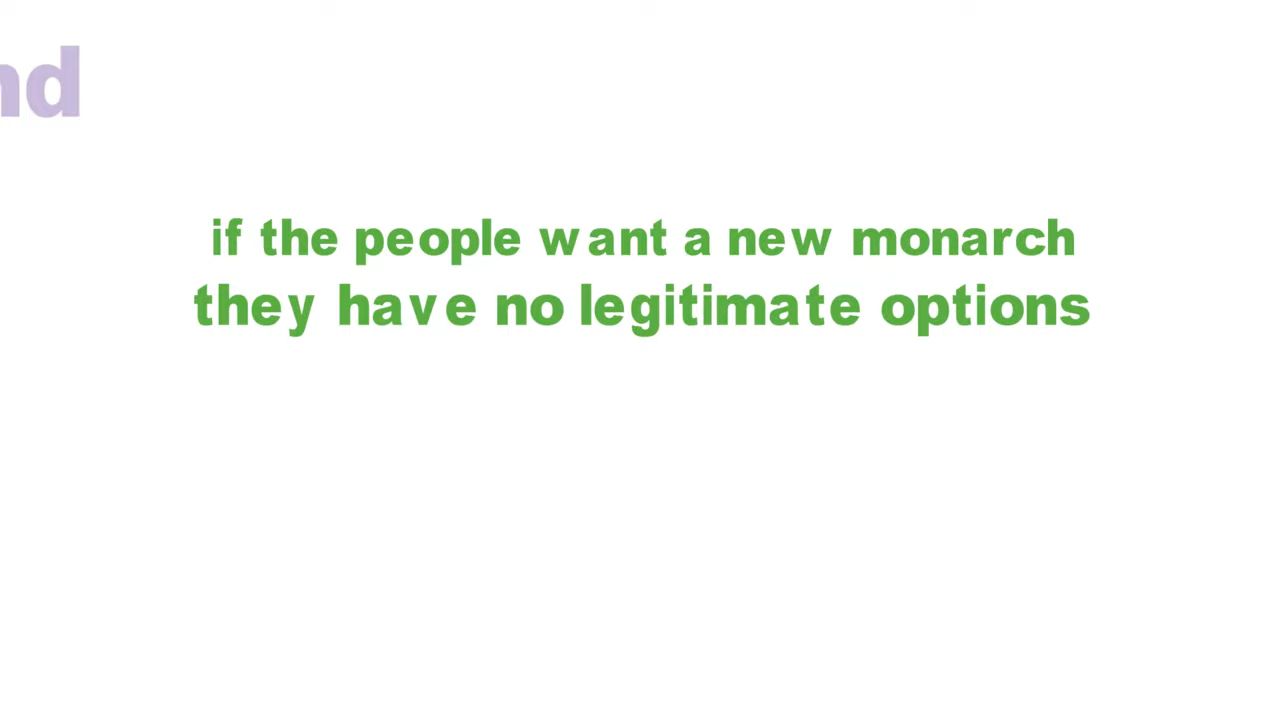 nd
if the people want a new monarch
they have no legitimate options